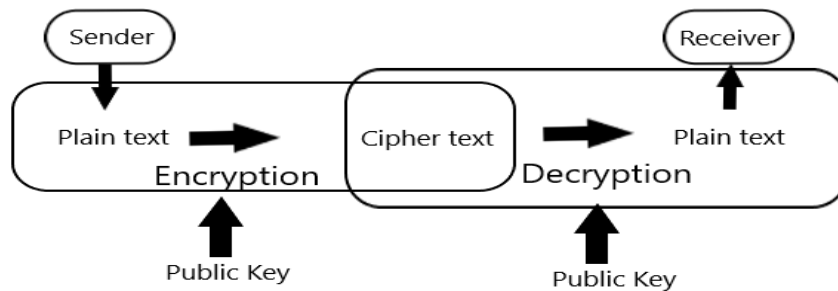 Sender
Receiver
Plain text
Cipher text
Plain text
Encryption
Decryption
Public Key
Public Key